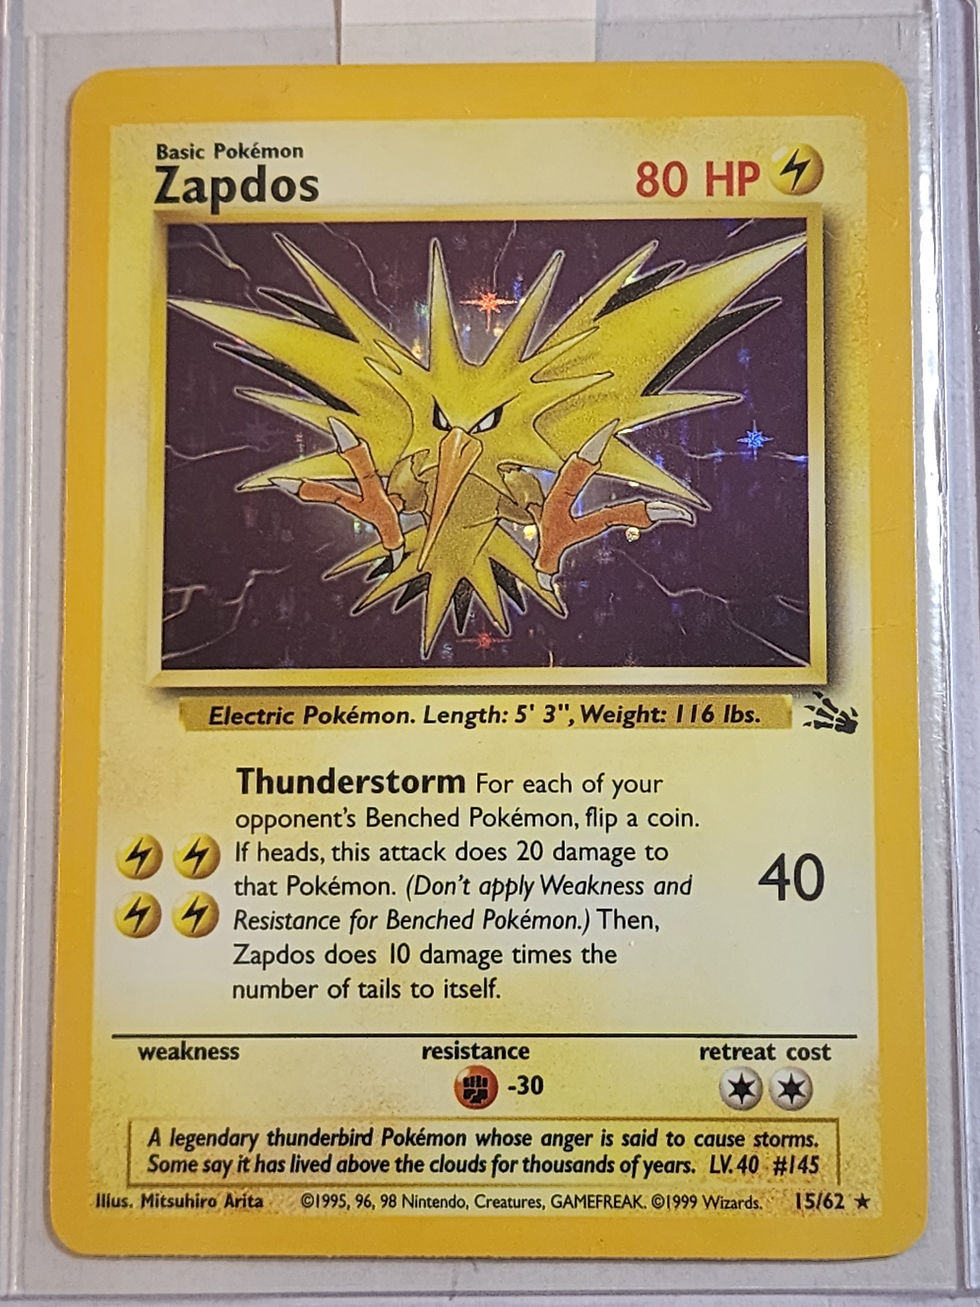 Basic Pokémon
Zapdos
80 HP
Electric Pokémon. Length: 5' 3", Weight: 116 lbs.
Thunderstorm For each of your
opponent's Benched Pokémon, flip a coin.
If heads, this attack does 20 damage to
that Pokémon. (Don't apply Weakness and
Resistance for Benched Pokémon.) Then,
Zapdos does 10 damage times the
number of tails to itself.
40
weakness resistance retreat cost
-30
A legendary thunderbird Pokémon whose anger is said to cause storms.
Some say it has lived above the clouds for thousands of years. LV. 40 #145
Illus. Mitsuhiro Arita ©1995, 96, 98 Nintendo, Creatures, GAMEFREAK. ©1999 Wizards. 15/62 ★